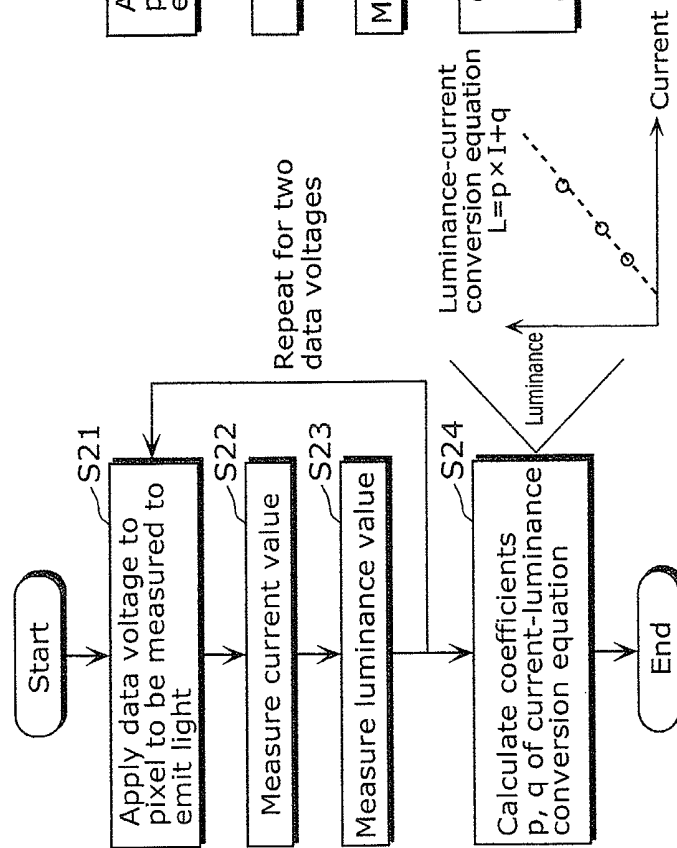 Start
S21
Apply data voltage to
pixel to be measured to
emit light
Repeat for two
data voltages
S22
Measure current value
S23
Measure luminance value
S24
Calculate coefficients
p, q of current-luminance
conversion equation
End
Luminance-current
conversion equation
L=p×I+q
Luminance
Current
A
p
e
M